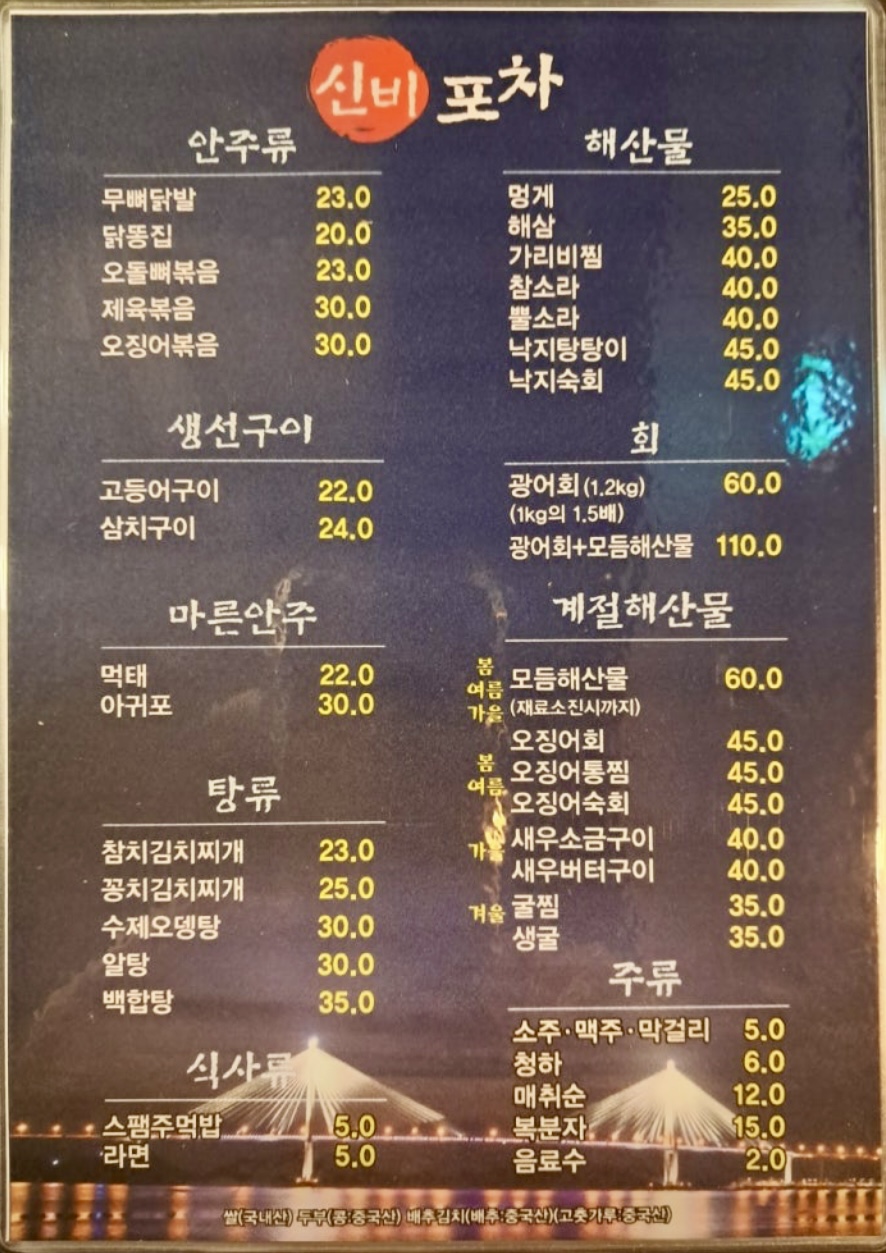 신비 포차
안주류
무뼈닭발 23.0
닭똥집 20.0
오돌뼈볶음 23.0
제육볶음 30.0
오징어볶음 30.0
생선구이
고등어구이 22.0
삼치구이 24.0
마른안주
먹태 22.0
아귀포 30.0
탕류
참치김치찌개 23.0
꽁치김치찌개 25.0
수제오뎅탕 30.0
알탕 30.0
백합탕 35.0
식사류
스팸주먹밥 5.0
라면 5.0
해산물
멍게 25.0
해삼 35.0
가리비찜 40.0
참소라 40.0
뿔소라 40.0
낙지탕탕이 45.0
낙지숙회 45.0
회
광어회 (1.2kg) 60.0
(1kg의 1.5배)
광어회+모듬해산물 110.0
계절해산물
봄
여름
가을
모듬해산물 60.0
(재료소진시까지)
봄
여름
오징어회 45.0
오징어통찜 45.0
오징어숙회 45.0
가을
새우소금구이 40.0
새우버터구이 40.0
겨울
굴찜 35.0
생굴 35.0
주류
소주·맥주·막걸리 5.0
청하 6.0
매취순 12.0
복분자 15.0
음료수 2.0
쌀(국내산) 두부(콩:중국산) 배추김치(배추:중국산)(고춧가루:중국산)